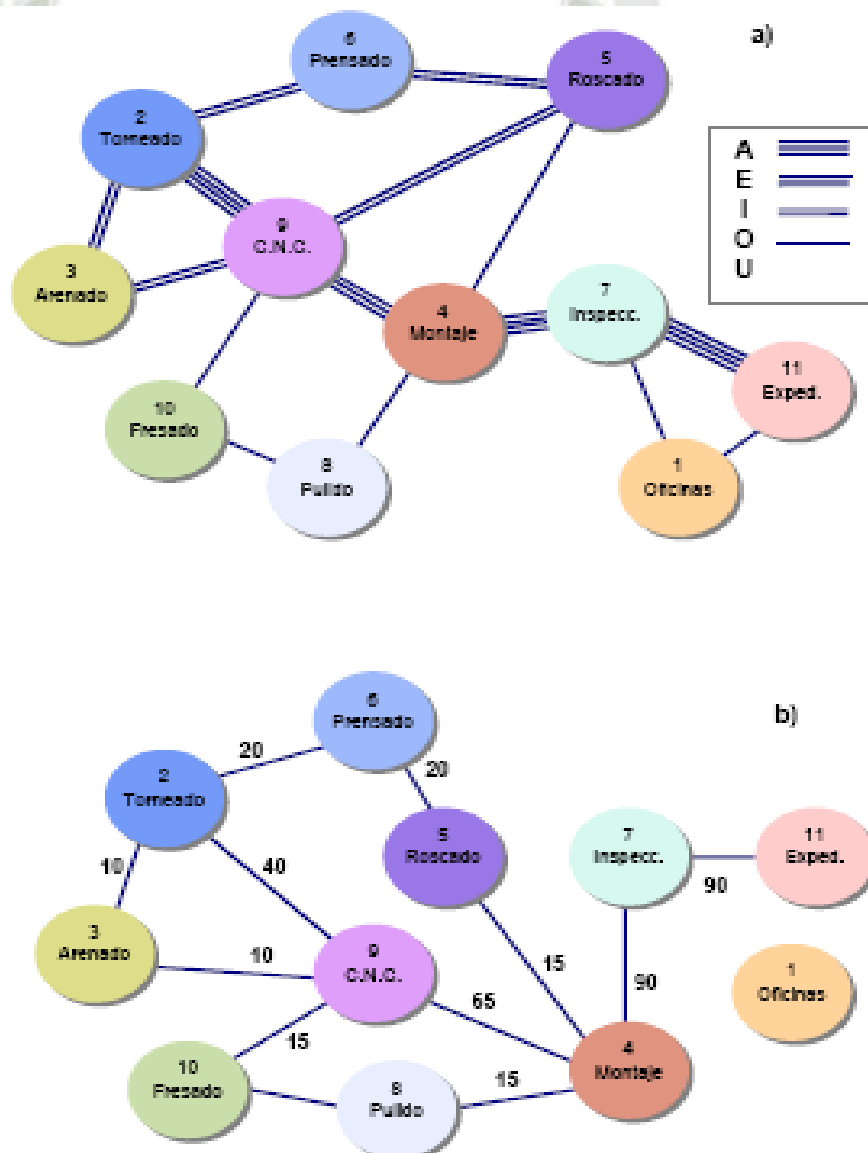 a)
6
Prensado
5
Roscado
2
Torneado
A
E
I
O
U
9
C.N.C.
3
Arenado
7
Inspecc.
4
Montaje
11
Exped.
10
Fresado
8
Pulido
1
Oficinas
b)
6
Prensado
20
20
2
Torneado
5
Roscado
7
Inspecc.
11
Exped.
10
40
90
3
Arenado
10
9
C.N.C.
15
1
Oficinas
65
90
15
10
Fresado
8
Pulido
15
4
Montaje